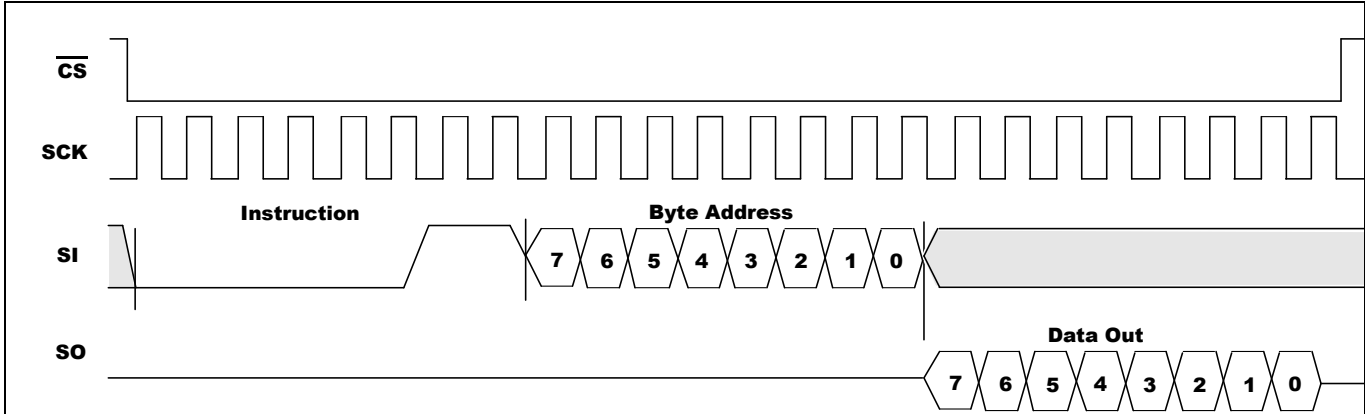 CS
SCK
Instruction
Byte Address
SI
7 6 5 4 3 2 1 0
Data Out
SO
7 6 5 4 3 2 1 0